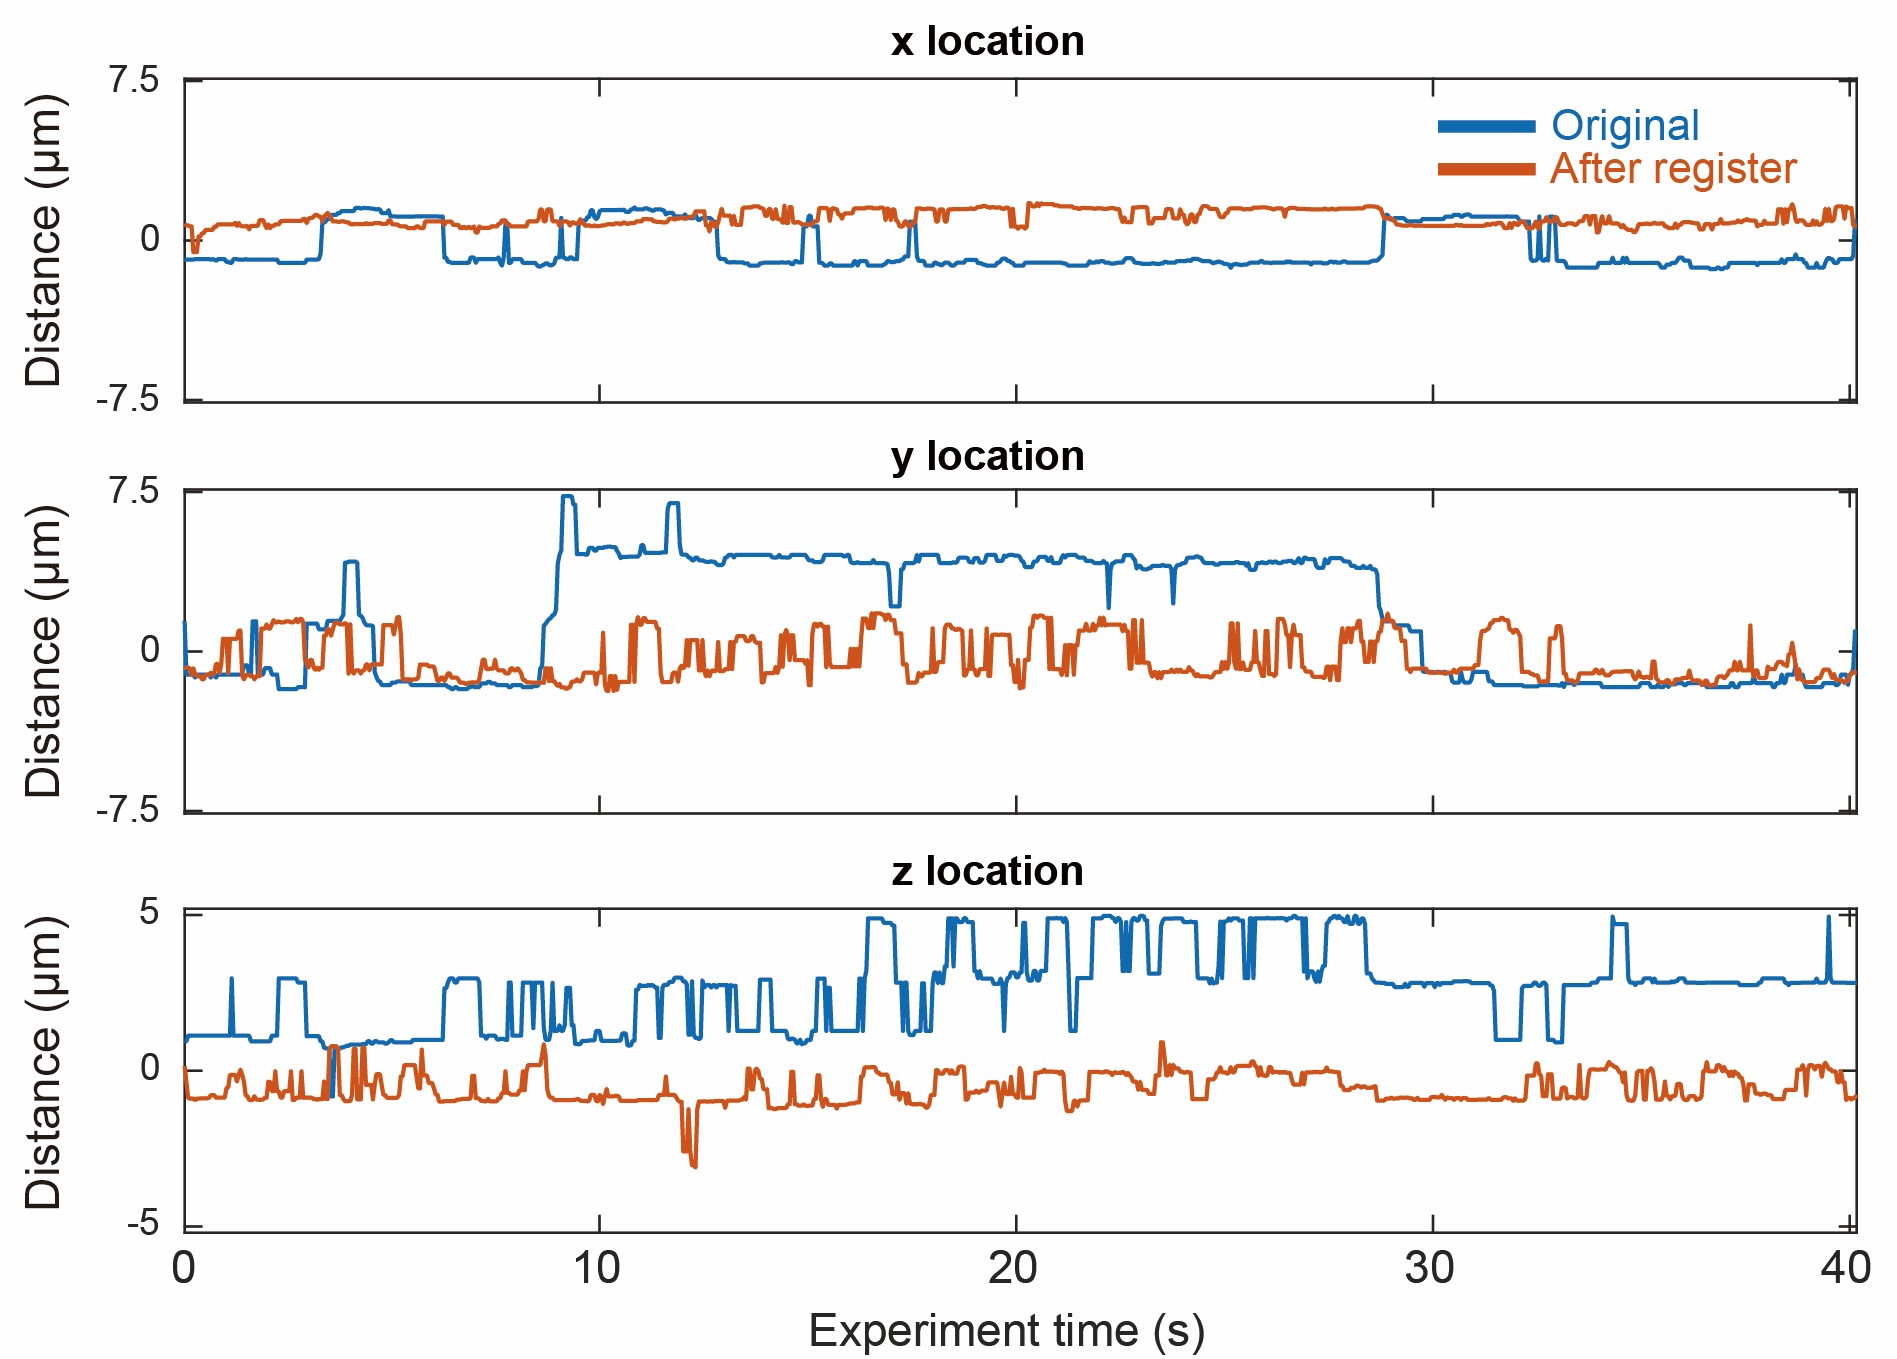 x location
7.5
0
-7.5
Distance (μm)
Original
After register
y location
7.5
0
-7.5
Distance (μm)
z location
5
0
-5
Distance (μm)
0 10 20 30 40
Experiment time (s)